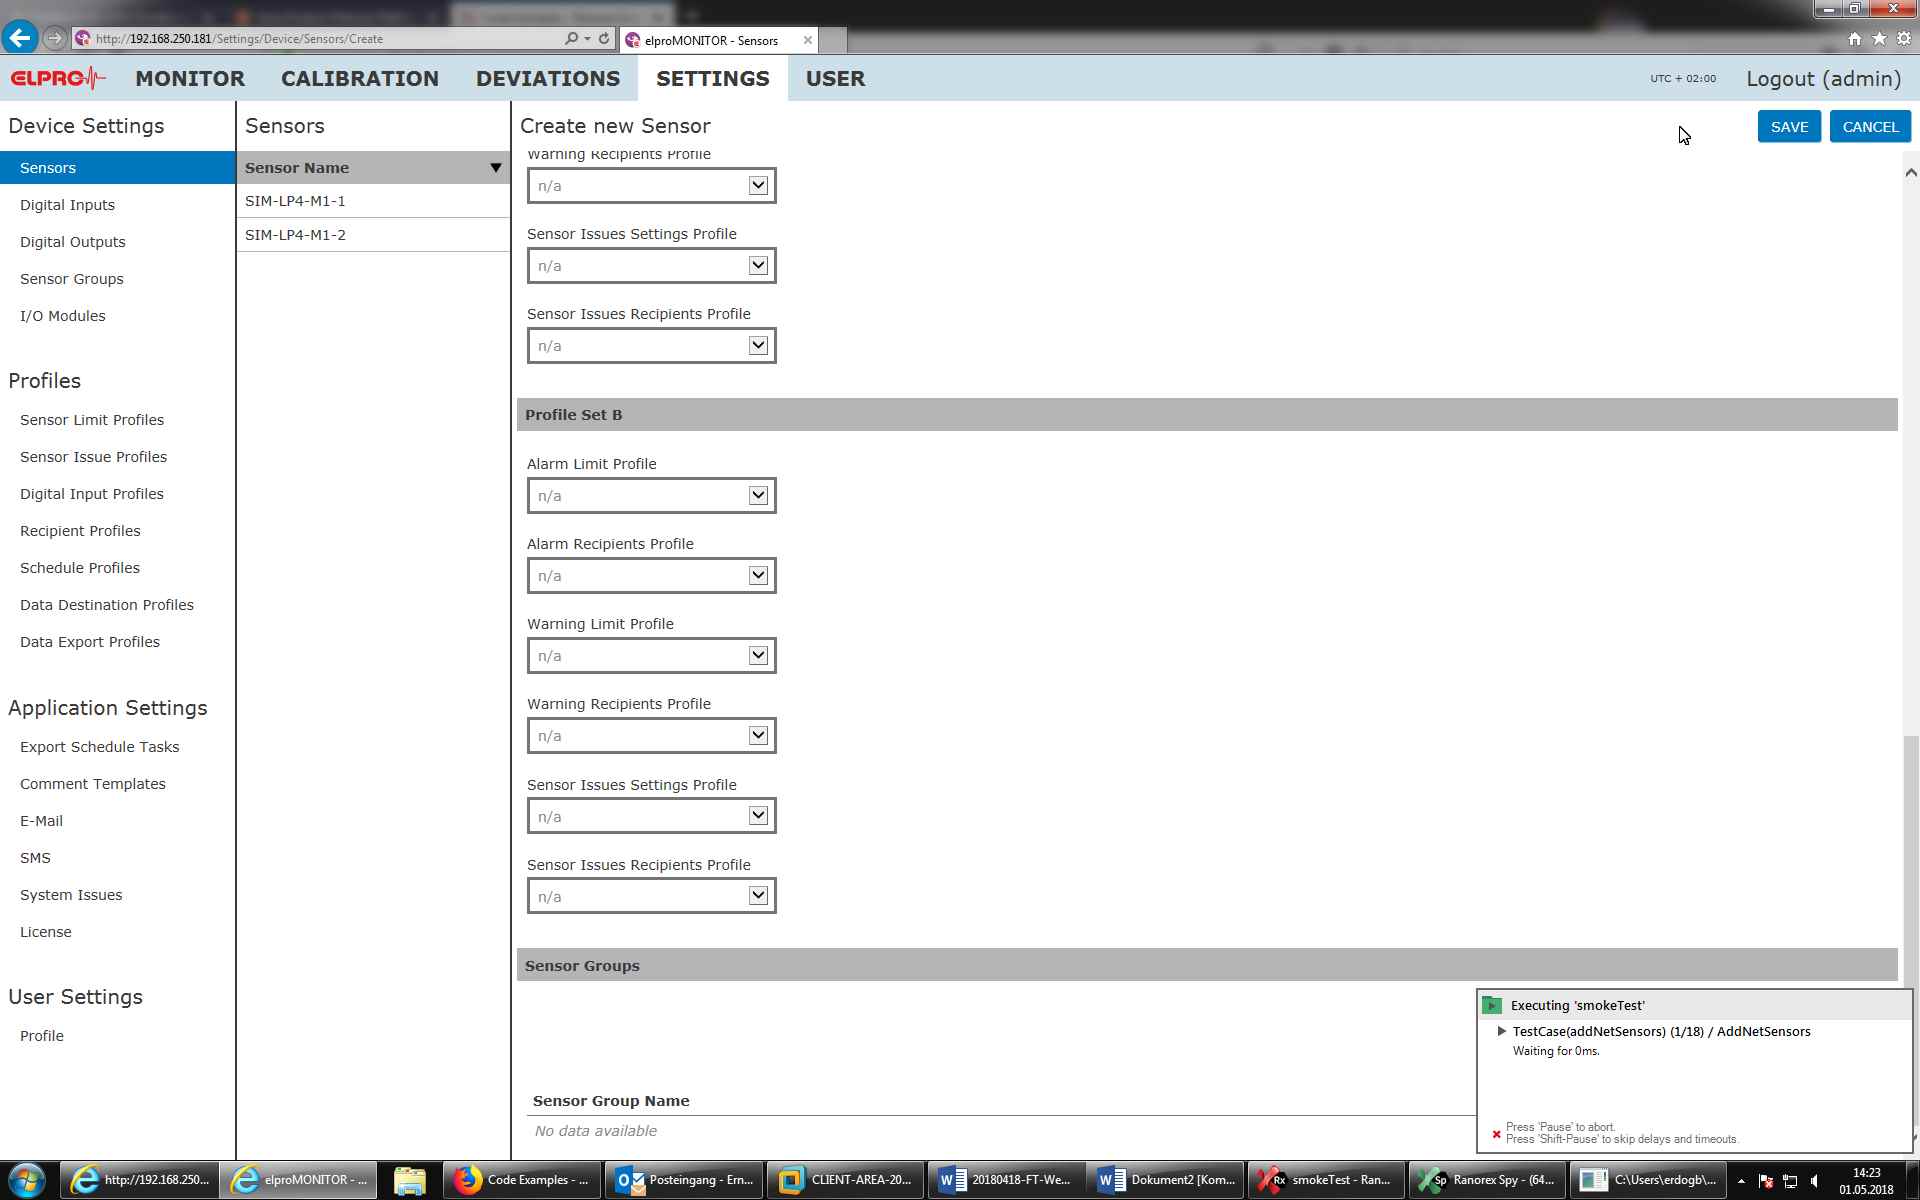 http://192.168.250.181/Settings/Device/Sensors/Create
elproMONITOR - Sensors
ELPRO
MONITOR
CALIBRATION
DEVIATIONS
SETTINGS
USER
UTC + 02:00
Logout (admin)
Device Settings
Sensors
Digital Inputs
Digital Outputs
Sensor Groups
I/O Modules
Profiles
Sensor Limit Profiles
Sensor Issue Profiles
Digital Input Profiles
Recipient Profiles
Schedule Profiles
Data Destination Profiles
Data Export Profiles
Application Settings
Export Schedule Tasks
Comment Templates
E-Mail
SMS
System Issues
License
User Settings
Profile
Sensors
Sensor Name
SIM-LP4-M1-1
SIM-LP4-M1-2
Create new Sensor
SAVE
CANCEL
Warning Recipients Profile
n/a
Sensor Issues Settings Profile
n/a
Sensor Issues Recipients Profile
n/a
Profile Set B
Alarm Limit Profile
n/a
Alarm Recipients Profile
n/a
Warning Limit Profile
n/a
Warning Recipients Profile
n/a
Sensor Issues Settings Profile
n/a
Sensor Issues Recipients Profile
n/a
Sensor Groups
Sensor Group Name
No data available
Executing 'smokeTest'
TestCase(addNetSensors) (1/18) / AddNetSensors
Waiting for 0ms.
Press 'Pause' to abort.
Press 'Shift-Pause' to skip delays and timeouts.
http://192.168.250...
elproMONITOR - ...
Code Examples - ...
Posteingang - Ern...
CLIENT-AREA-20...
20180418-FT-We...
Dokument2 [Kom...
smokeTest - Ran...
Ranorex Spy - (64...
C:\Users\erdogb\...
14:23
01.05.2018